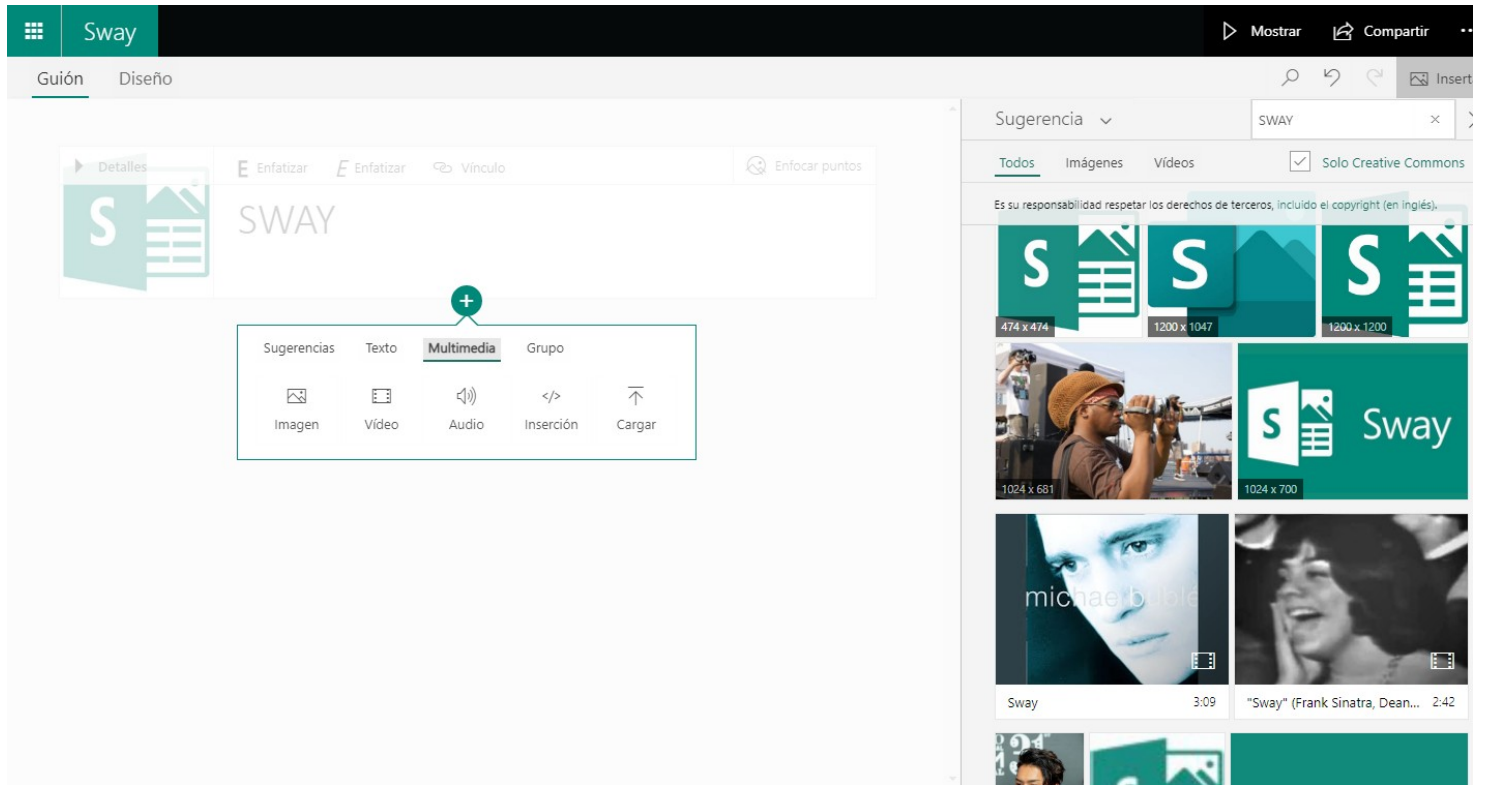 Sway
Mostrar
Compartir
Guión
Diseño
Insert
Detalles
E Enfatizar
E Enfatizar
Vínculo
Enfocar puntos
S
SWAY
Sugerencias
Texto
Multimedia
Grupo
Imagen
Vídeo
Audio
Inserción
Cargar
Sugerencia
SWAY
Todos
Imágenes
Vídeos
Solo Creative Commons
Es su responsabilidad respetar los derechos de terceros, incluido el copyright (en inglés).
S
474 x 474
S
1200 x 1047
S
1200 x 1200
1024 x 681
S Sway
1024 x 700
michael bublé
Sway
3:09
"Sway" (Frank Sinatra, Dean...
2:42
S